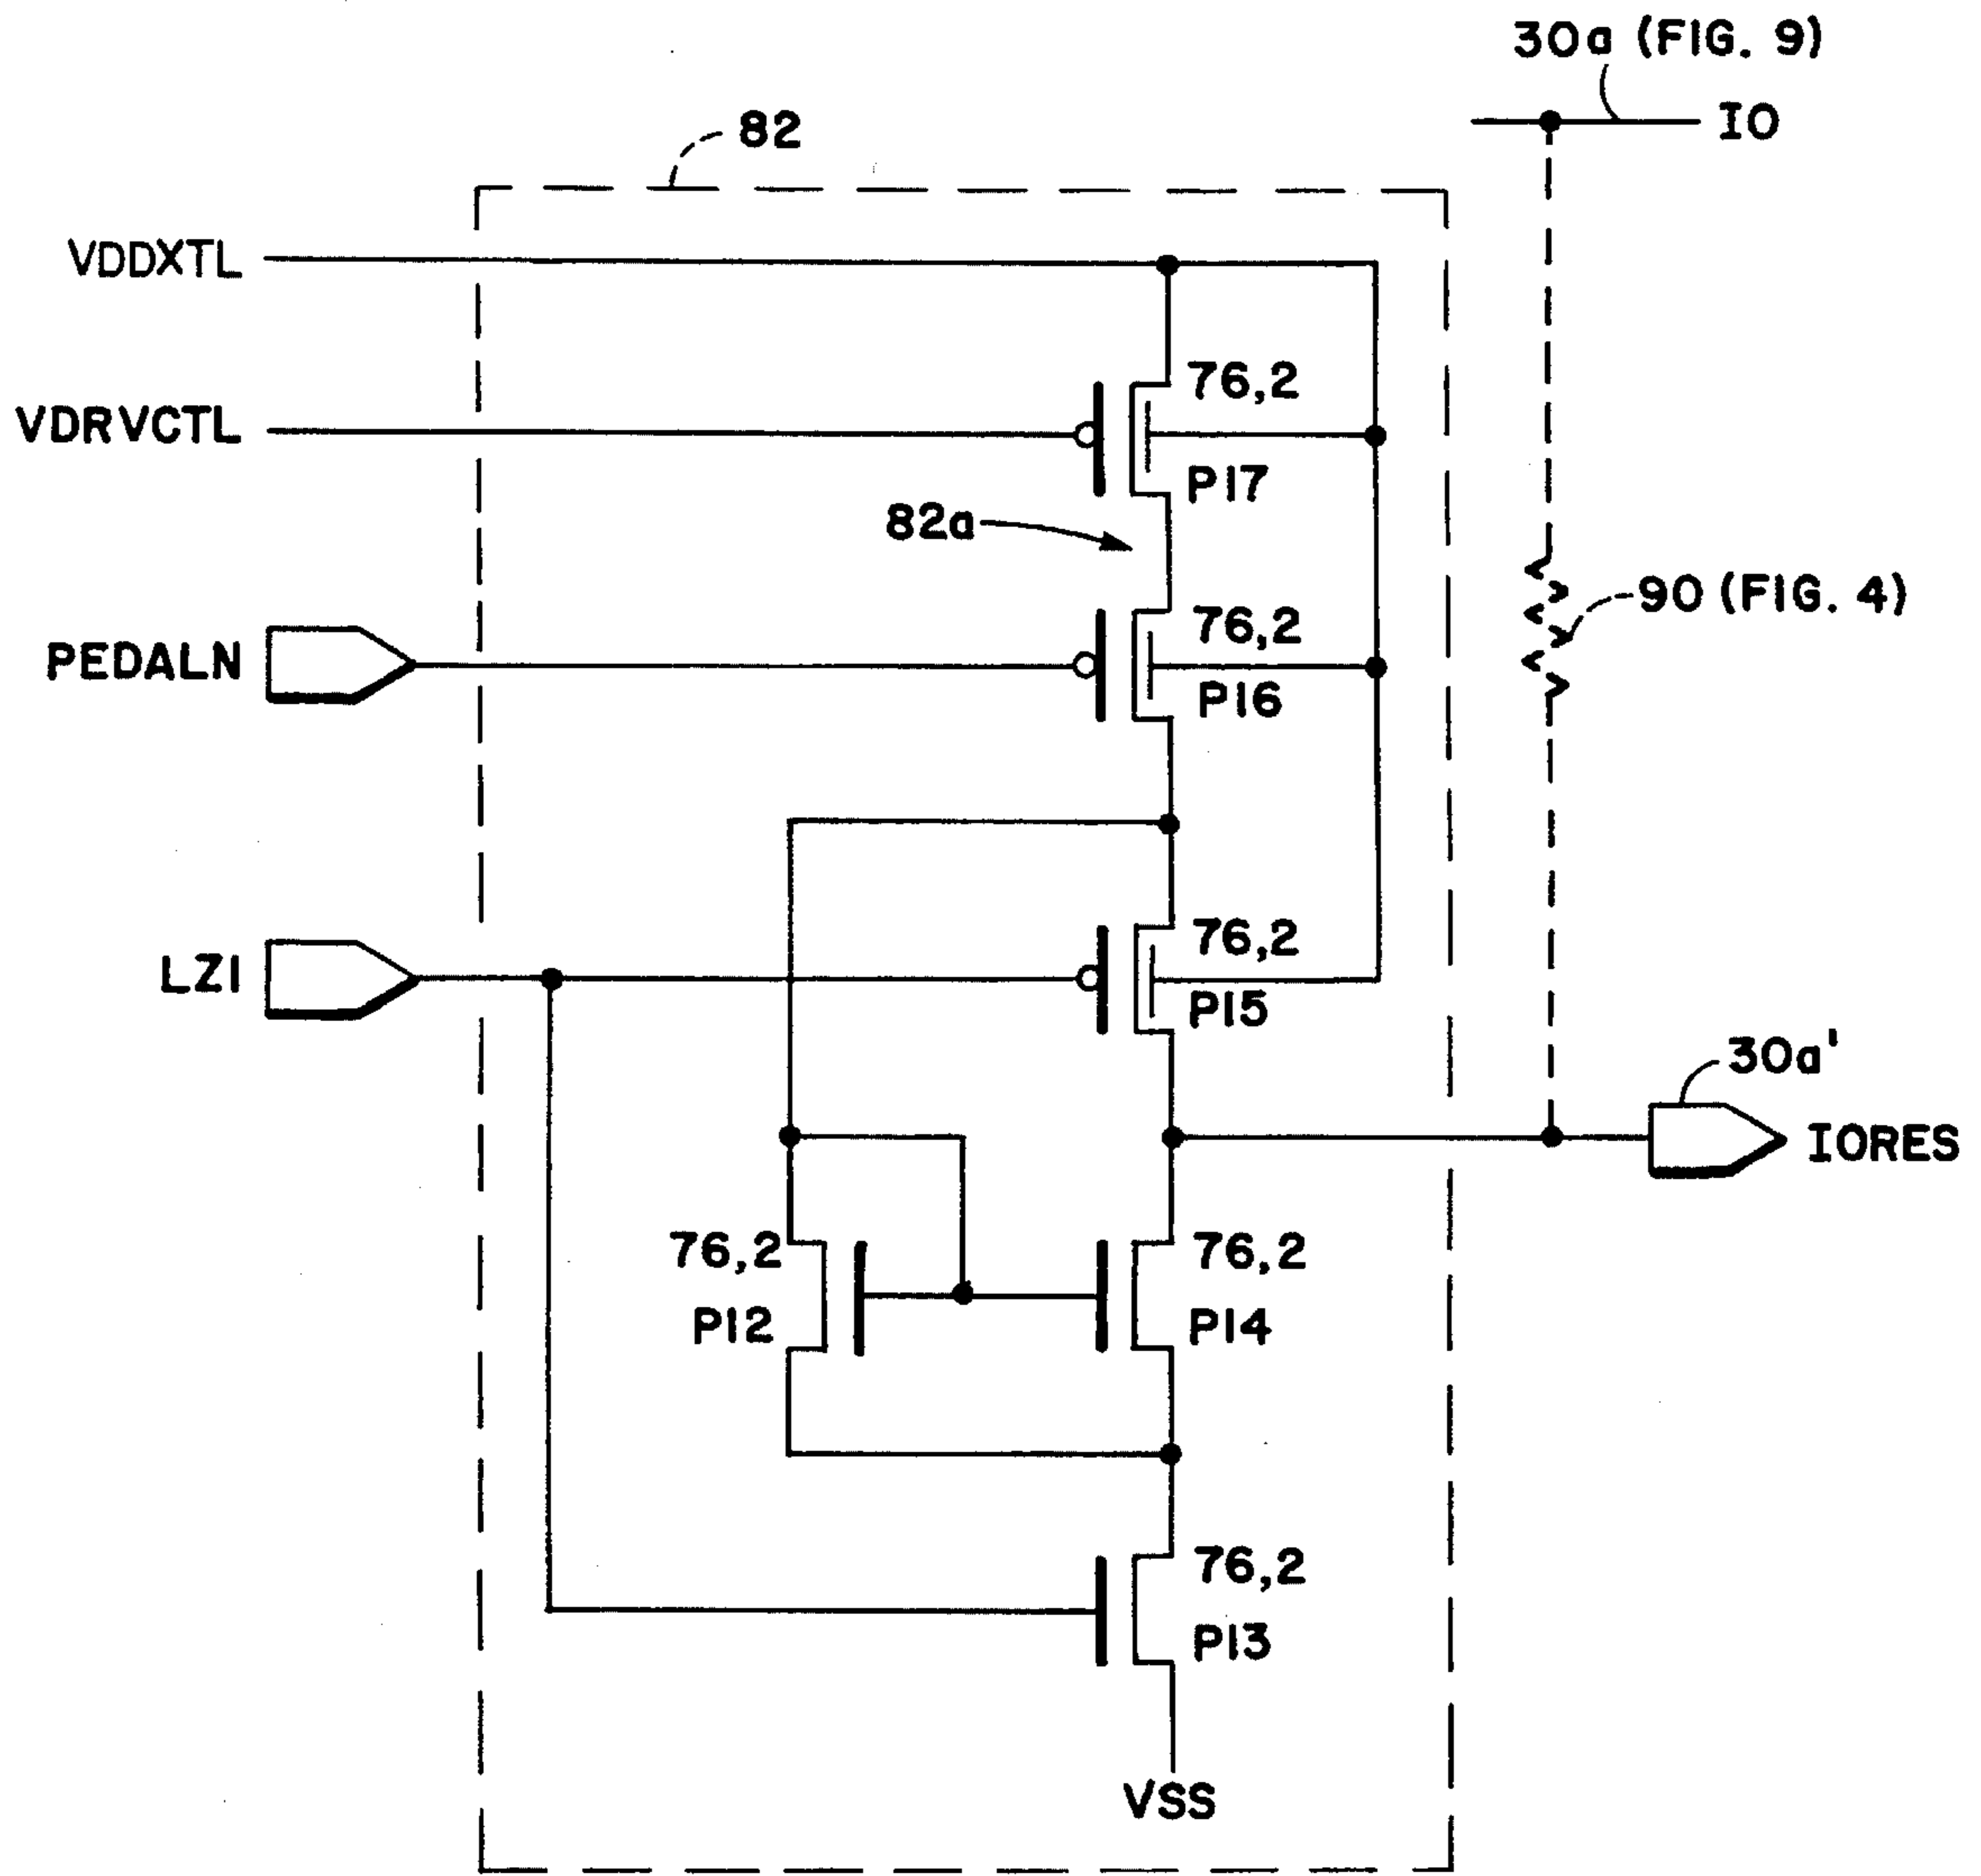 30a (FIG. 9)
IO
82
VDDXTL
76,2
VDRVCTL
P17
82a
76,2
90 (FIG. 4)
PEDALN
P16
76,2
LZI
P15
30a'
IORES
76,2
76,2
P12
P14
76,2
P13
VSS